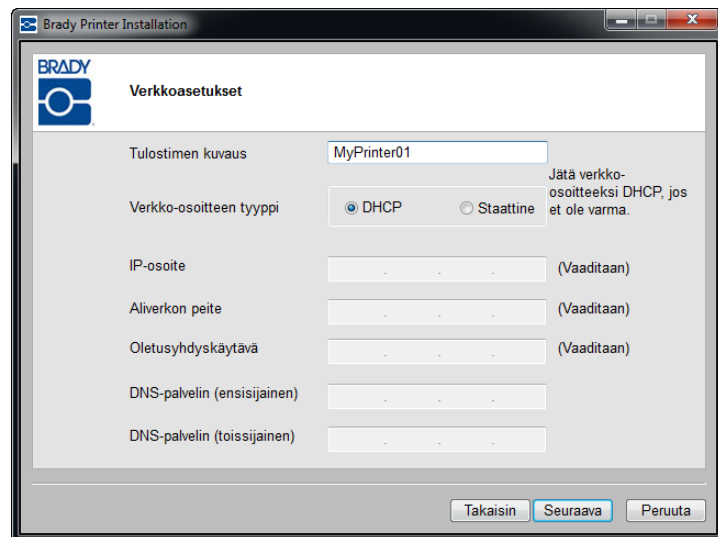 Brady Printer Installation
BRADY
Verkkoasetukset
Tulostimen kuvaus
MyPrinter01
Verkko-osoitteen tyyppi
DHCP
Staattine
Jätä verkko-
osoitteeksi DHCP, jos
et ole varma.
IP-osoite
. . .
(Vaaditaan)
Aliverkon peite
. . .
(Vaaditaan)
Oletusyhdyskäytävä
. . .
(Vaaditaan)
DNS-palvelin (ensisijainen)
. . .
DNS-palvelin (toissijainen)
. . .
Takaisin
Seuraava
Peruuta